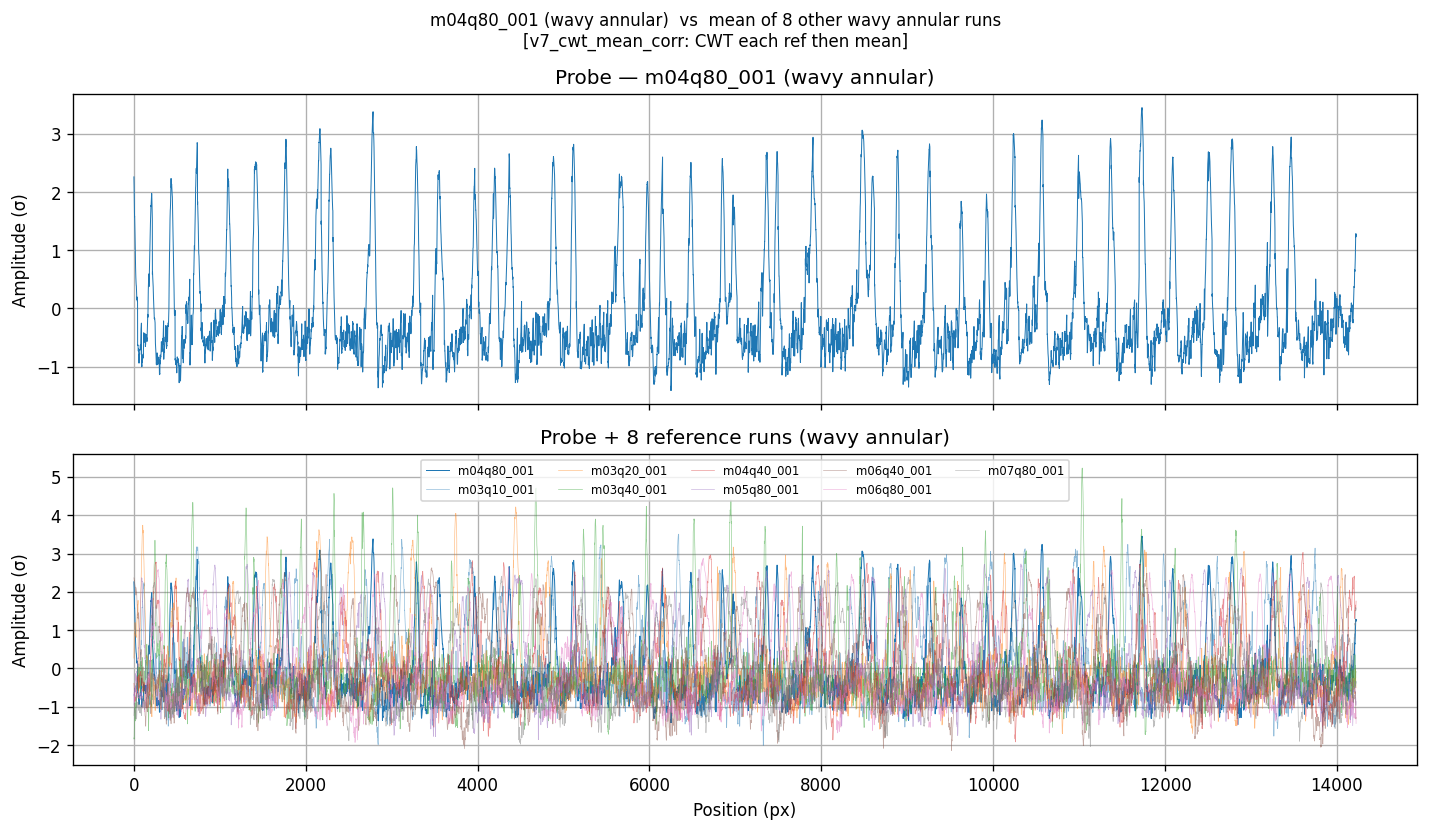 m04q80_001 (wavy annular)  vs  mean of 8 other wavy annular runs
[v7_cwt_mean_corr: CWT each ref then mean]
Probe — m04q80_001 (wavy annular)
Amplitude (σ)
3
2
1
0
−1
Probe + 8 reference runs (wavy annular)
Amplitude (σ)
5
4
3
2
1
0
−1
−2
m04q80_001
m03q10_001
m03q20_001
m03q40_001
m04q40_001
m05q80_001
m06q40_001
m06q80_001
m07q80_001
0 2000 4000 6000 8000 10000 12000 14000
Position (px)